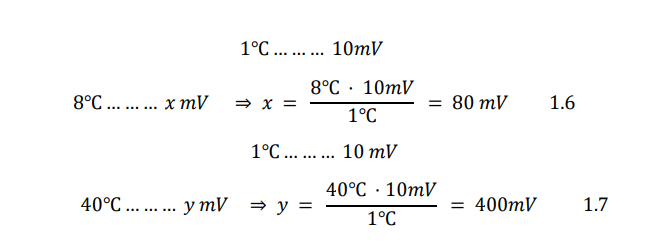 1℃ … … … 10mV
8℃ … … … x mV ⇒ x = (8℃ · 10mV)/(1℃) = 80 mV 1.6
1℃ … … … 10 mV
40℃ … … … y mV ⇒ y = (40℃ · 10mV)/(1℃) = 400mV 1.7